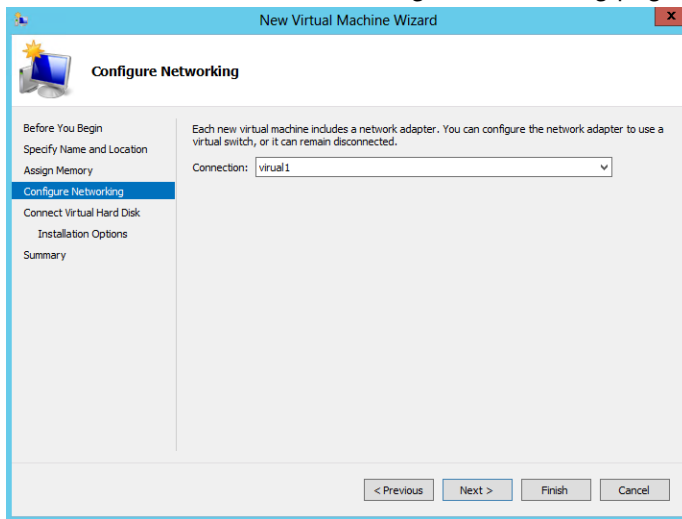 New Virtual Machine Wizard
x
Configure Networking
Before You Begin
Specify Name and Location
Assign Memory
Configure Networking
Connect Virtual Hard Disk
Installation Options
Summary
Each new virtual machine includes a network adapter. You can configure the network adapter to use a
virtual switch, or it can remain disconnected.
Connection: virual1
< Previous Next > Finish Cancel